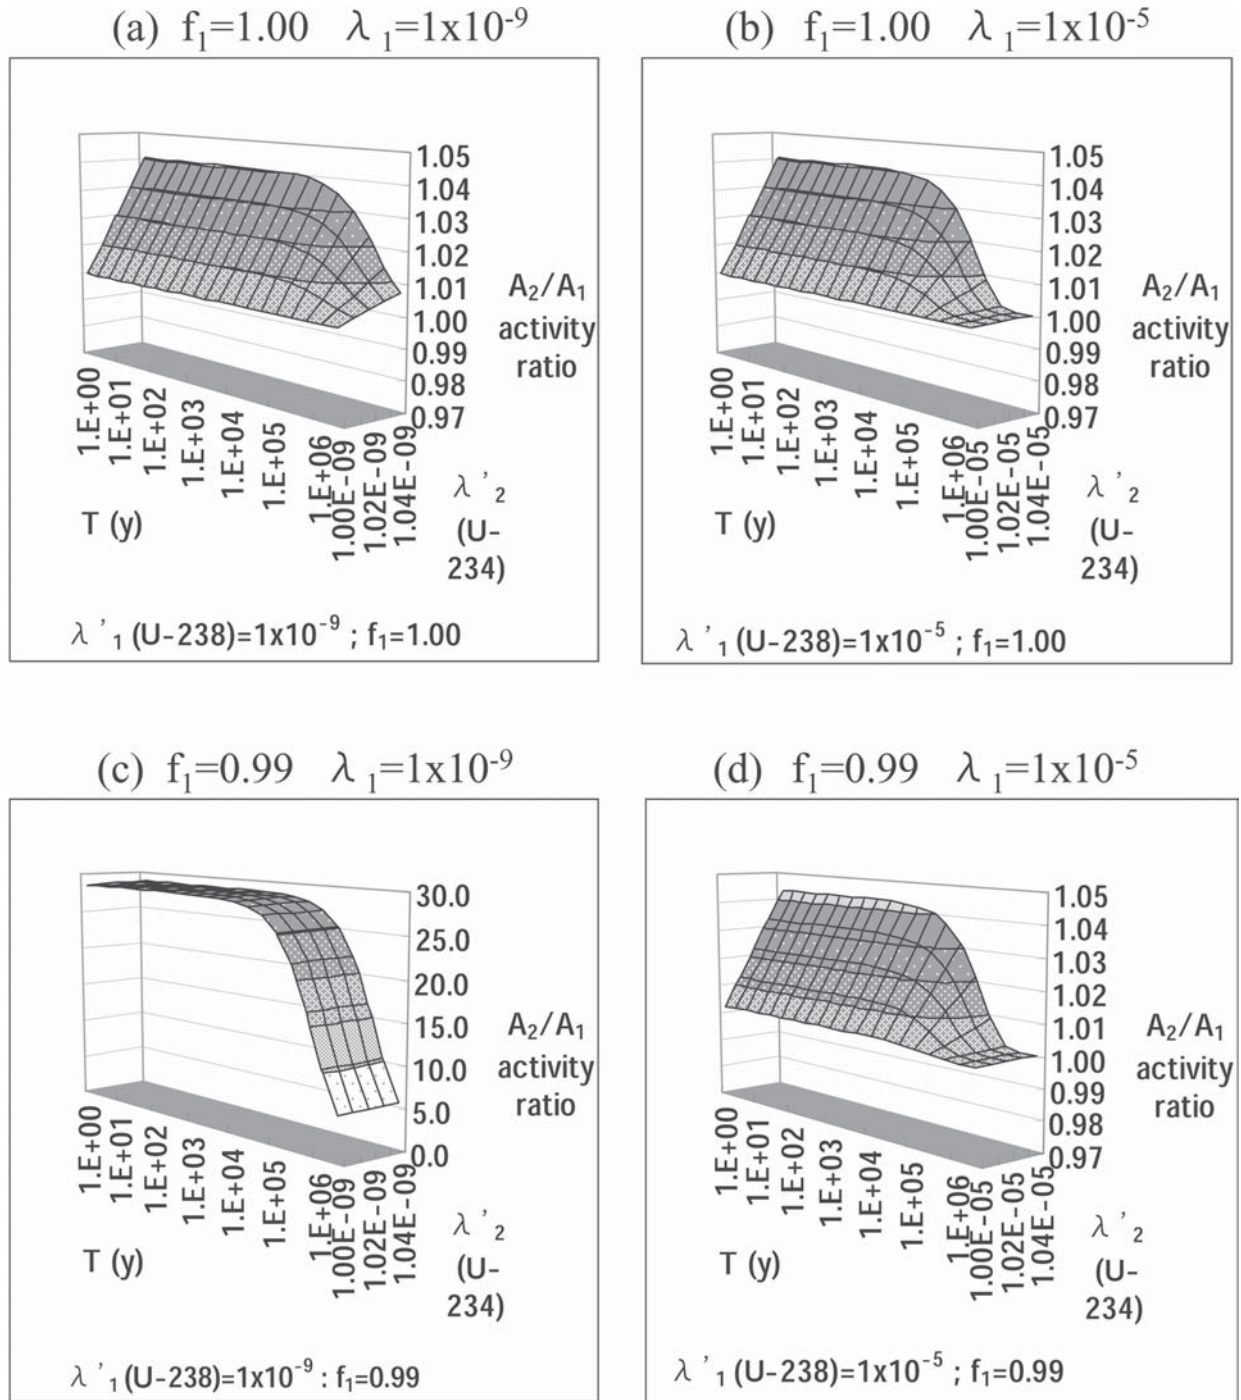 (a) f₁=1.00 λ₁=1x10⁻⁹
1.05
1.04
1.03
1.02
1.01
1.00
0.99
0.98
0.97
A₂/A₁
activity
ratio
1.E+00
1.E+01
1.E+02
1.E+03
1.E+04
1.E+05
1.E+06
1.00E-09
1.02E-09
1.04E-09
T (y)
λ'₂
(U-
234)
λ'₁(U-238)=1x10⁻⁹ ; f₁=1.00
(b) f₁=1.00 λ₁=1x10⁻⁵
1.05
1.04
1.03
1.02
1.01
1.00
0.99
0.98
0.97
A₂/A₁
activity
ratio
1.E+00
1.E+01
1.E+02
1.E+03
1.E+04
1.E+05
1.E+06
1.00E-05
1.02E-05
1.04E-05
T (y)
λ'₂
(U-
234)
λ'₁(U-238)=1x10⁻⁵ ; f₁=1.00
(c) f₁=0.99 λ₁=1x10⁻⁹
30.0
25.0
20.0
15.0
10.0
5.0
0.0
A₂/A₁
activity
ratio
1.E+00
1.E+01
1.E+02
1.E+03
1.E+04
1.E+05
1.E+06
1.00E-09
1.02E-09
1.04E-09
T (y)
λ'₂
(U-
234)
λ'₁(U-238)=1x10⁻⁹ : f₁=0.99
(d) f₁=0.99 λ₁=1x10⁻⁵
1.05
1.04
1.03
1.02
1.01
1.00
0.99
0.98
0.97
A₂/A₁
activity
ratio
1.E+00
1.E+01
1.E+02
1.E+03
1.E+04
1.E+05
1.E+06
1.00E-05
1.02E-05
1.04E-05
T (y)
λ'₂
(U-
234)
λ'₁(U-238)=1x10⁻⁵ ; f₁=0.99